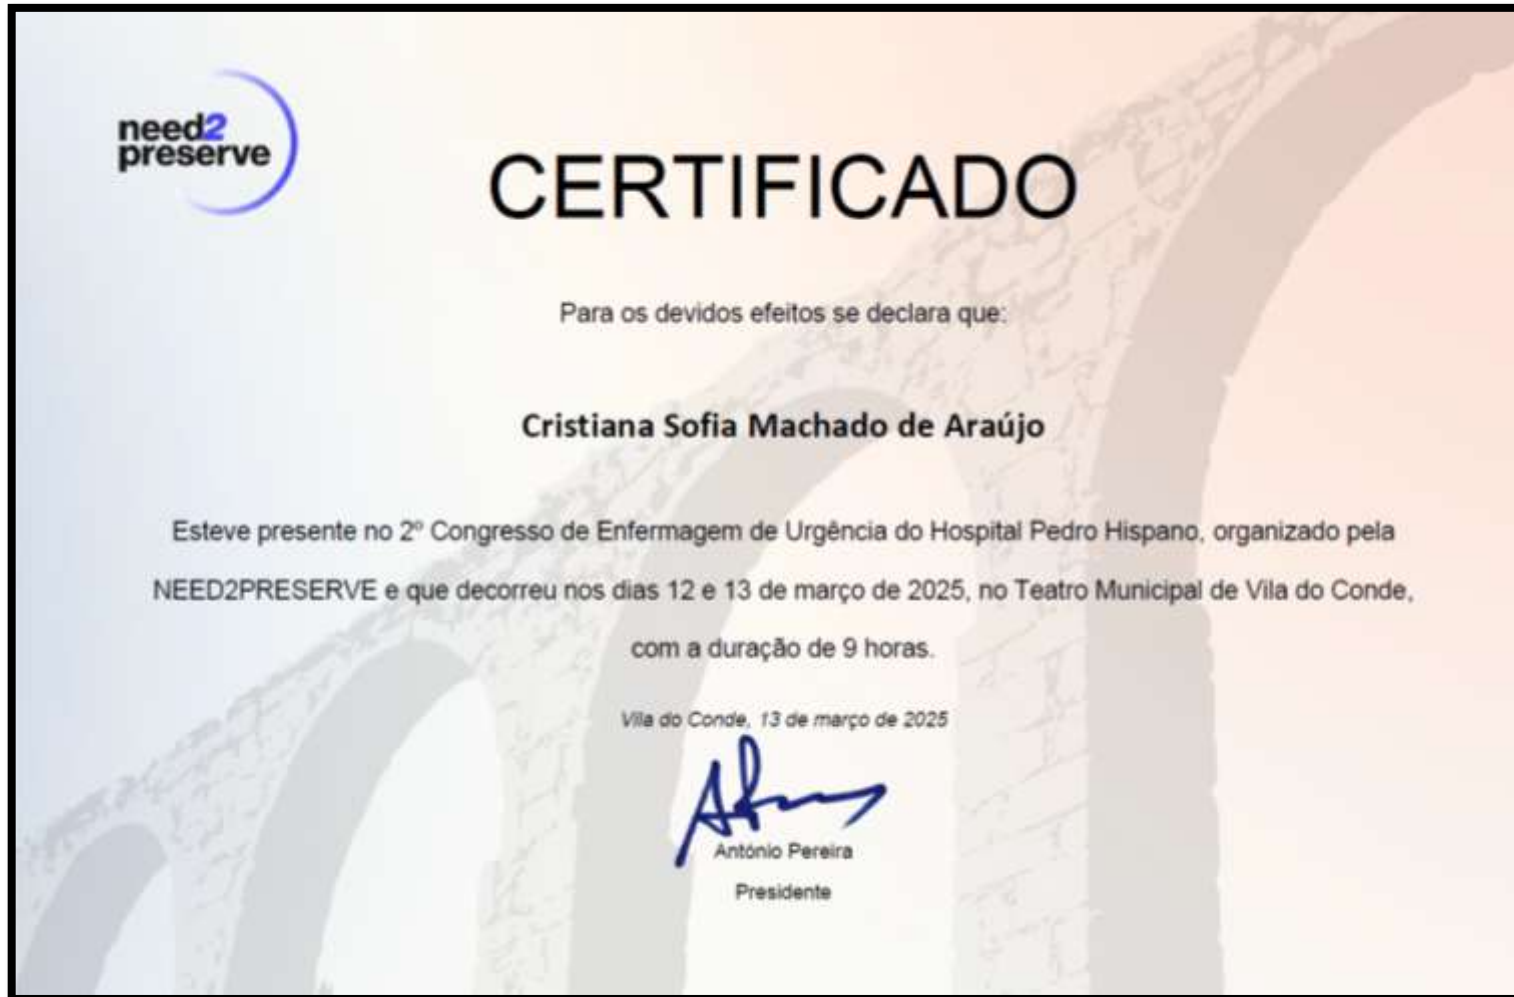 need2
preserve
CERTIFICADO
Para os devidos efeitos se declara que:
Cristiana Sofia Machado de Araújo
Esteve presente no 2º Congresso de Enfermagem de Urgência do Hospital Pedro Hispano, organizado pela
NEED2PRESERVE e que decorreu nos dias 12 e 13 de março de 2025, no Teatro Municipal de Vila do Conde,
com a duração de 9 horas.
Vila do Conde, 13 de março de 2025
António Pereira
Presidente